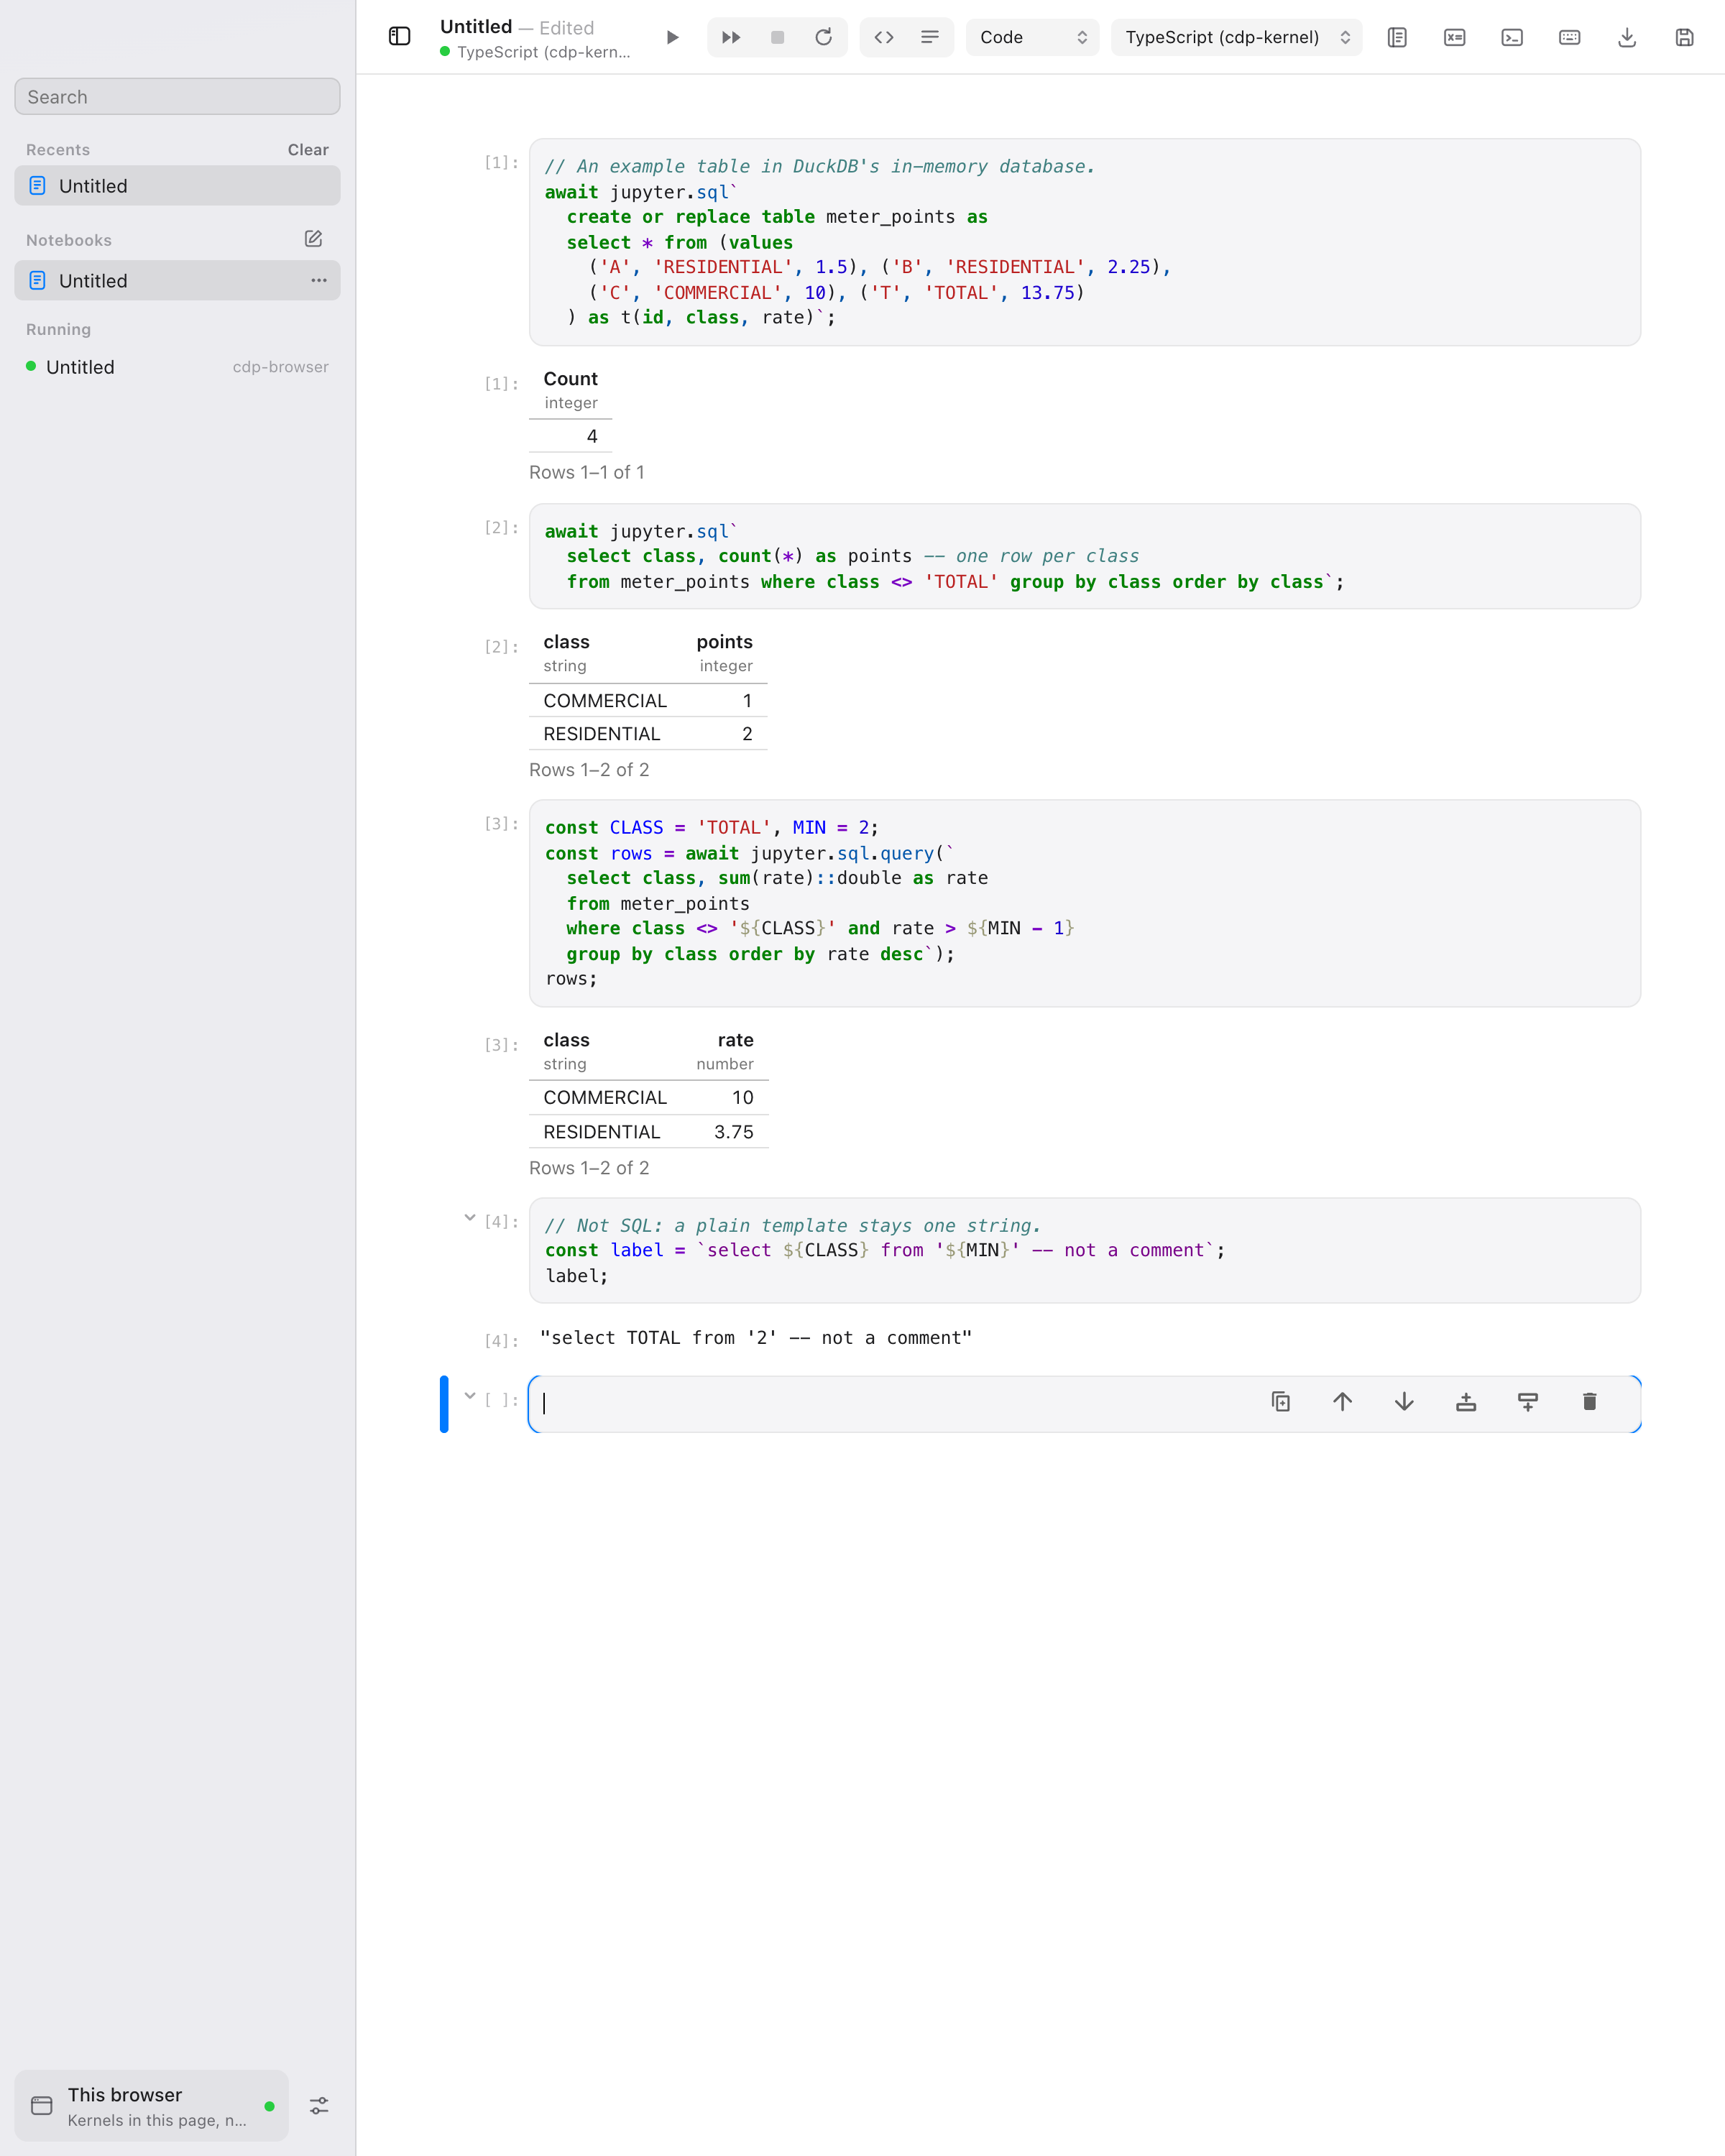 Untitled — Edited
TypeScript (cdp-kern...
Code
TypeScript (cdp-kernel)
Search
Recents
Clear
Untitled
Notebooks
Untitled
Running
Untitled
cdp-browser
[1]:
// An example table in DuckDB's in-memory database.
await jupyter.sql`
  create or replace table meter_points as
  select * from (values
    ('A', 'RESIDENTIAL', 1.5), ('B', 'RESIDENTIAL', 2.25),
    ('C', 'COMMERCIAL', 10), ('T', 'TOTAL', 13.75)
  ) as t(id, class, rate)`;
[1]:
Count
integer
4
Rows 1–1 of 1
[2]:
await jupyter.sql`
  select class, count(*) as points -- one row per class
  from meter_points where class <> 'TOTAL' group by class order by class`;
[2]:
class points
string integer
COMMERCIAL 1
RESIDENTIAL 2
Rows 1–2 of 2
[3]:
const CLASS = 'TOTAL', MIN = 2;
const rows = await jupyter.sql.query(`
  select class, sum(rate)::double as rate
  from meter_points
  where class <> '${CLASS}' and rate > ${MIN - 1}
  group by class order by rate desc`);
rows;
[3]:
class rate
string number
COMMERCIAL 10
RESIDENTIAL 3.75
Rows 1–2 of 2
[4]:
// Not SQL: a plain template stays one string.
const label = `select ${CLASS} from '${MIN}' -- not a comment`;
label;
[4]:
"select TOTAL from '2' -- not a comment"
[ ]:
This browser
Kernels in this page, n...